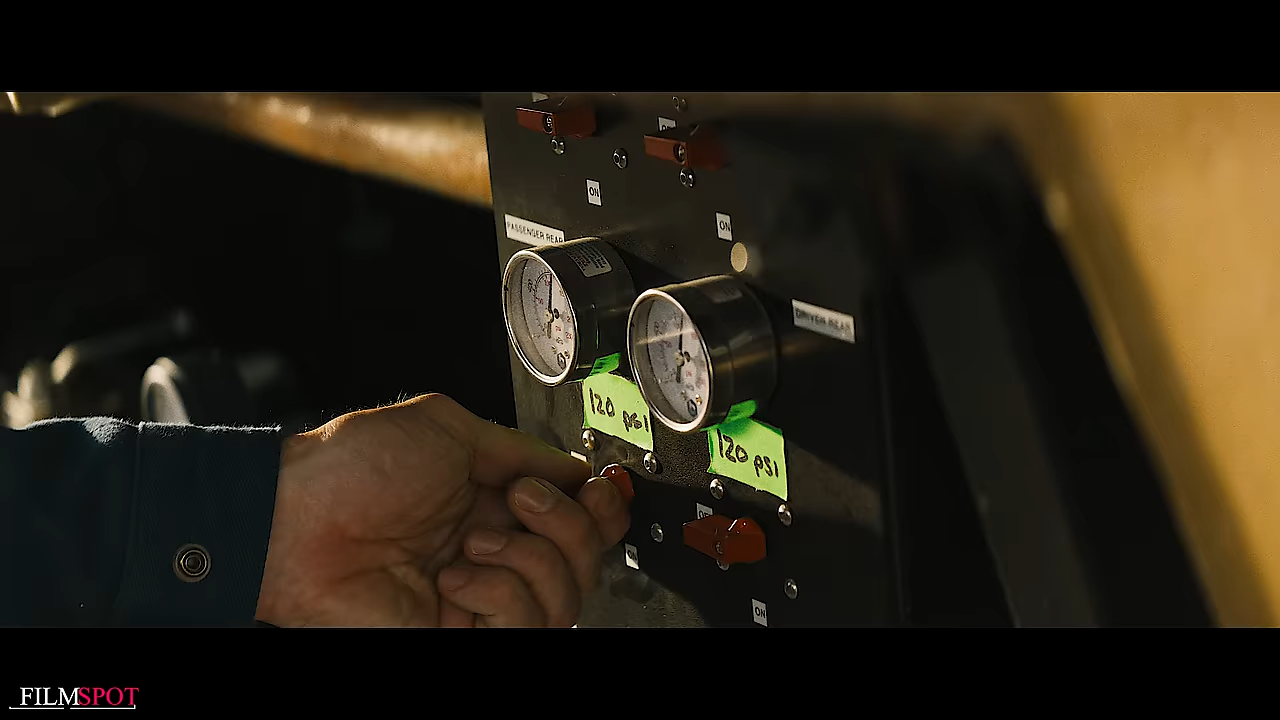 ON
ON
PASSENGER REAR
DRIVER REAR
120 psi
120 psi
ON
ON
FILMSPOT